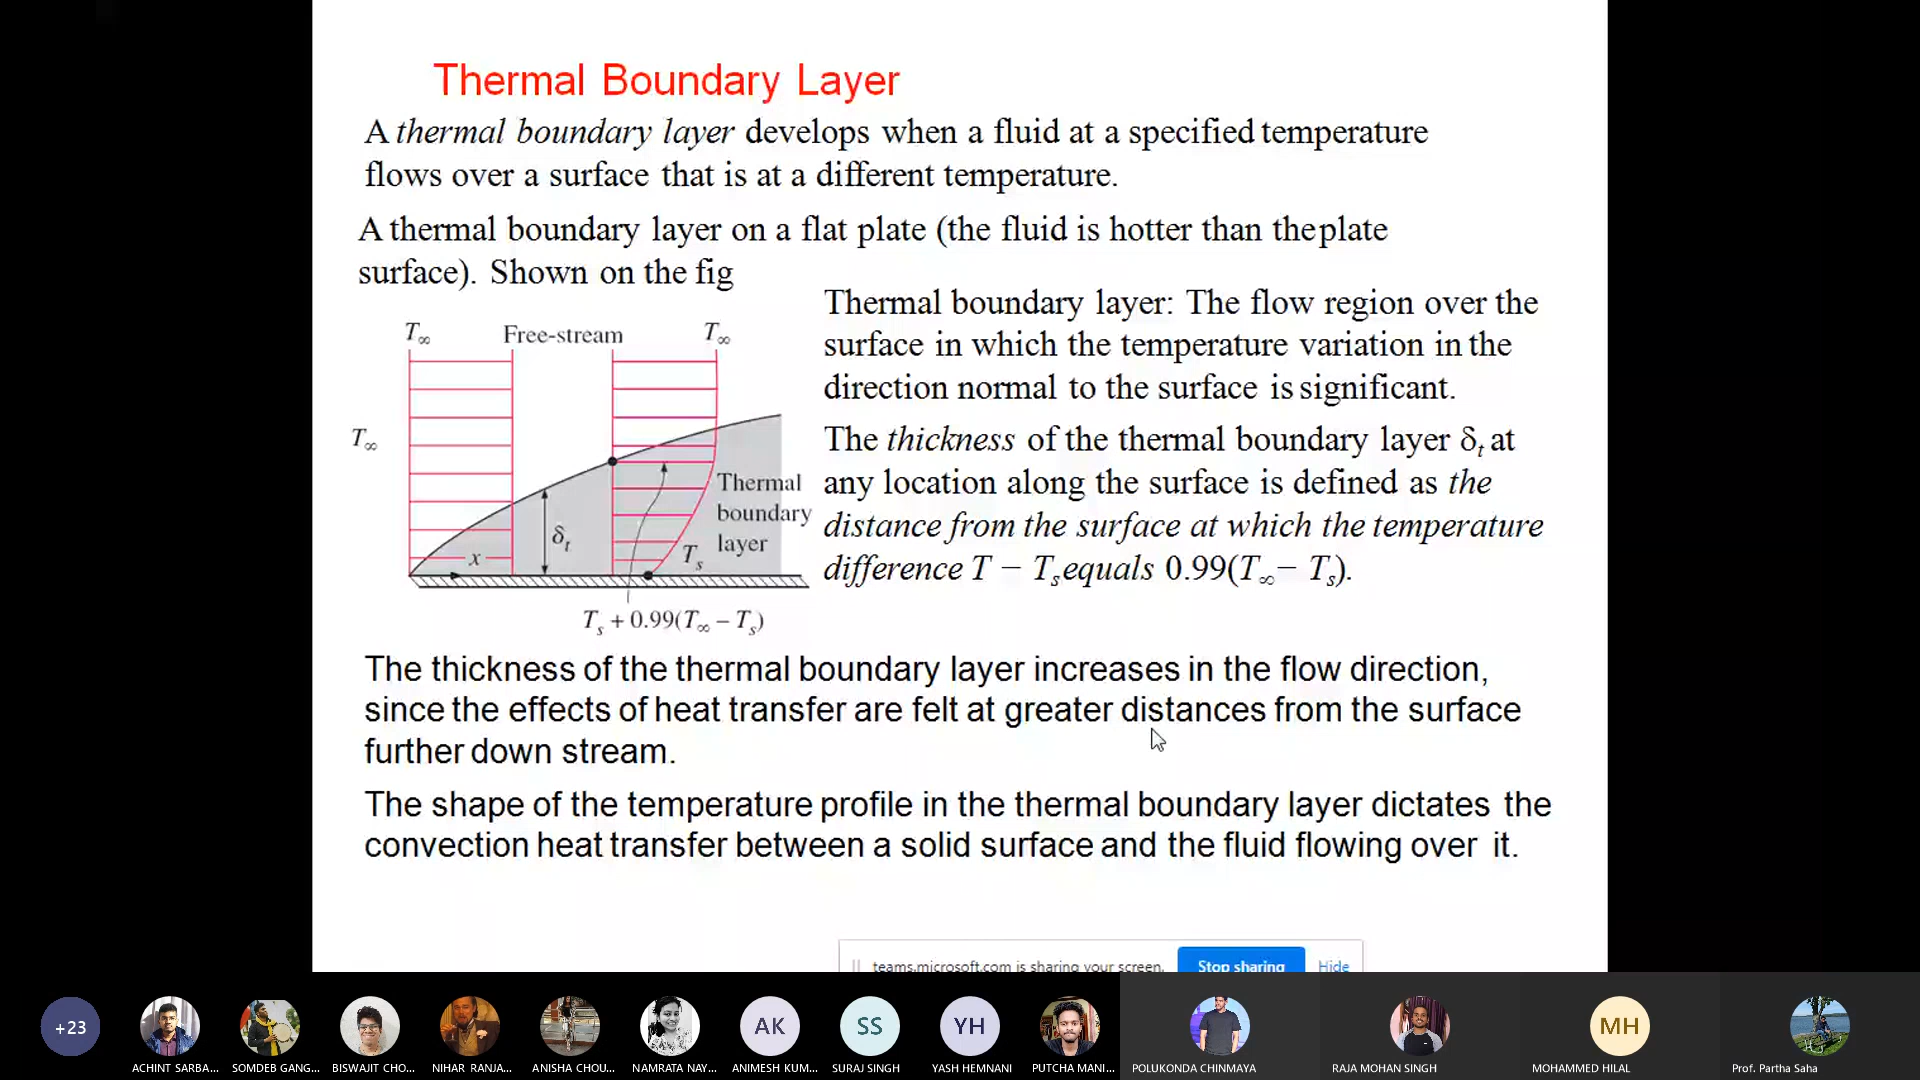 Thermal Boundary Layer
A thermal boundary layer develops when a fluid at a specified temperature
flows over a surface that is at a different temperature.
A thermal boundary layer on a flat plate (the fluid is hotter than theplate
surface). Shown on the fig
Thermal boundary layer: The flow region over the
surface in which the temperature variation in the
direction normal to the surface is significant.
The thickness of the thermal boundary layer δt at
any location along the surface is defined as the
distance from the surface at which the temperature
difference T − Ts equals 0.99(T∞− Ts).
T∞
Free-stream
T∞
T∞
Thermal
boundary
layer
δt
x
Ts
Ts + 0.99(T∞ − Ts)
The thickness of the thermal boundary layer increases in the flow direction,
since the effects of heat transfer are felt at greater distances from the surface
further down stream.
The shape of the temperature profile in the thermal boundary layer dictates the
convection heat transfer between a solid surface and the fluid flowing over it.
teams.microsoft.com is sharing your screen.
Stop sharing
Hide
+23
AK
SS
YH
MH
ACHINT SARBA...
SOMDEB GANG...
BISWAJIT CHO...
NIHAR RANJA...
ANISHA CHOU...
NAMRATA NAY...
ANIMESH KUM...
SURAJ SINGH
YASH HEMNANI
PUTCHA MANI...
POLUKONDA CHINMAYA
RAJA MOHAN SINGH
MOHAMMED HILAL
Prof. Partha Saha